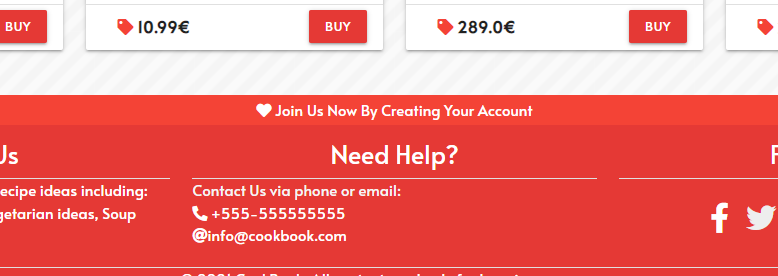 BUY
10.99€ BUY
289.0€ BUY
Join Us Now By Creating Your Account
Us
Need Help?
ecipe ideas including:
getarian ideas, Soup
Contact Us via phone or email:
+555-555555555
@info@cookbook.com